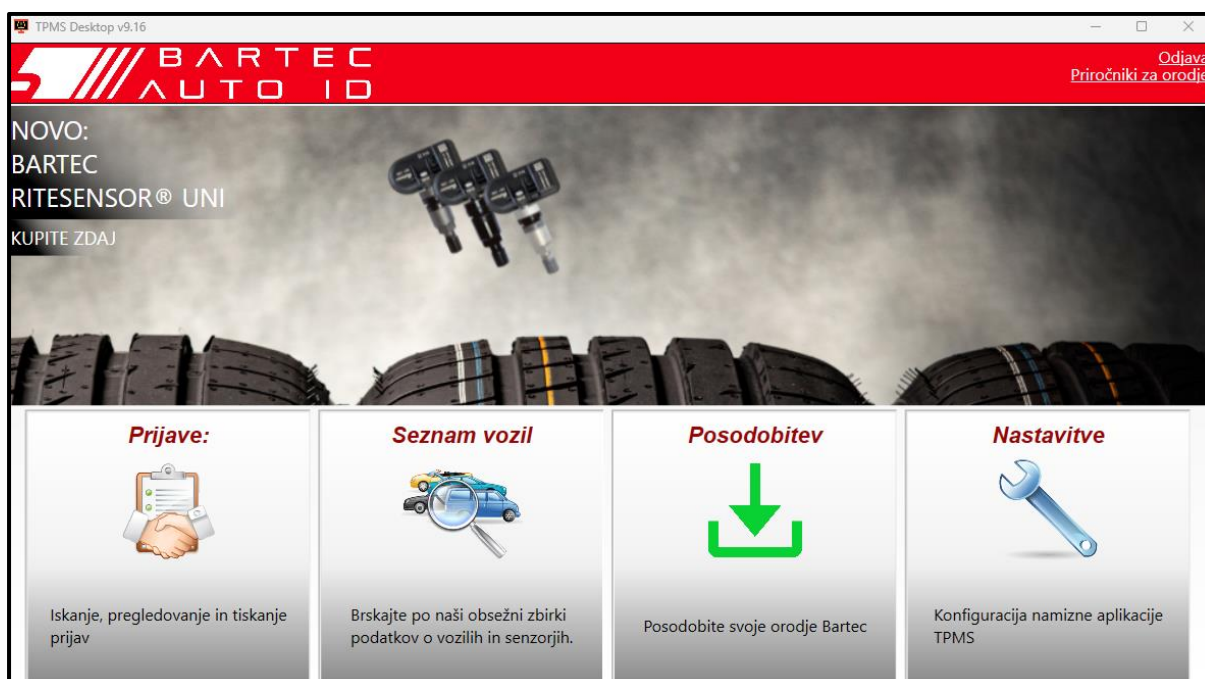 TPMS Desktop v9.16
BARTEC
AUTO ID
Odjava
Priročniki za orodje
NOVO:
BARTEC
RITESENSOR® UNI
KUPITE ZDAJ
Prijave:
Iskanje, pregledovanje in tiskanje
prijav
Seznam vozil
Brskajte po naši obsežni zbirki
podatkov o vozilih in senzorjih.
Posodobitev
Posodobite svoje orodje Bartec
Nastavitve
Konfiguracija namizne aplikacije
TPMS